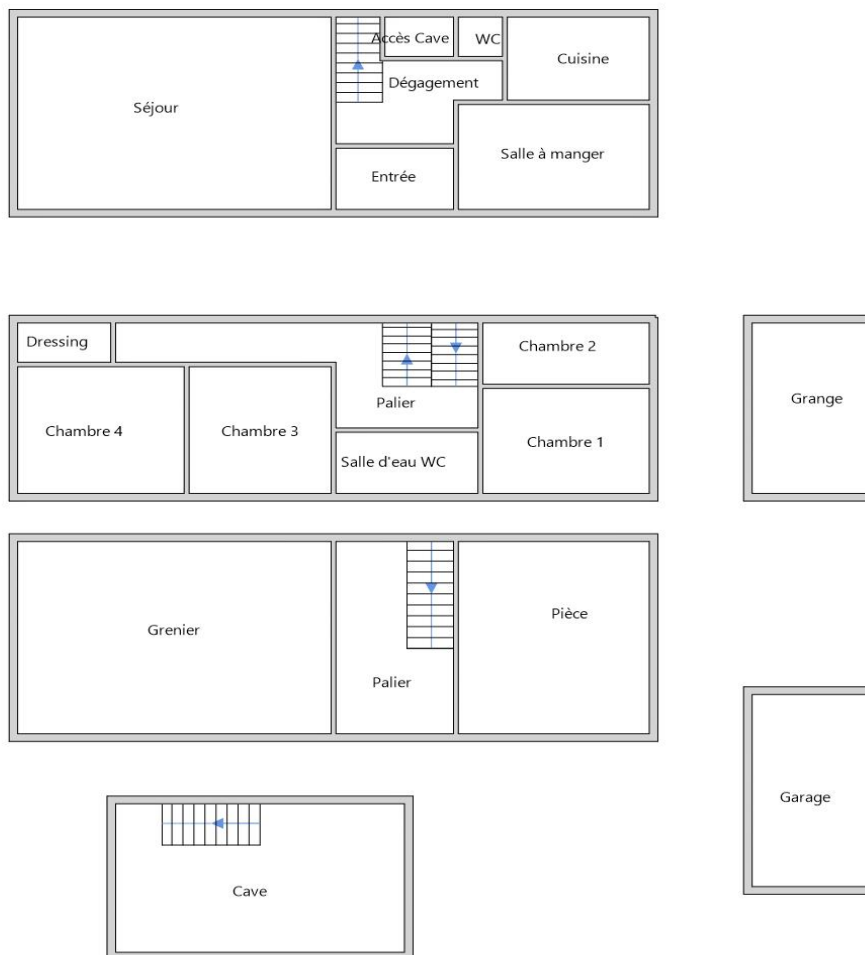 Accès Cave
WC
Cuisine
Séjour
Dégagement
Salle à manger
Entrée
Dressing
Chambre 2
Grange
Palier
Chambre 4
Chambre 3
Chambre 1
Salle d'eau WC
Grenier
Pièce
Palier
Garage
Cave